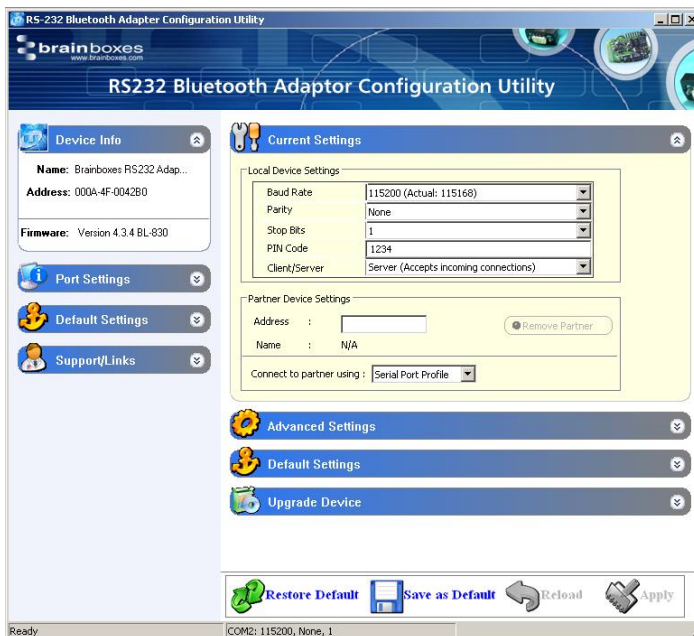 RS-232 Bluetooth Adapter Configuration Utility
brainboxes
www.brainboxes.com
RS232 Bluetooth Adaptor Configuration Utility
Device Info
Name: Brainboxes RS232 Adap...
Address: 000A-4F-0042B0
Firmware: Version 4.3.4 BL-830
Port Settings
Default Settings
Support/Links
Current Settings
Local Device Settings
Baud Rate 115200 (Actual: 115168)
Parity None
Stop Bits 1
PIN Code 1234
Client/Server Server (Accepts incoming connections)
Partner Device Settings
Address :
Remove Partner
Name : N/A
Connect to partner using : Serial Port Profile
Advanced Settings
Default Settings
Upgrade Device
Restore Default Save as Default Reload Apply
Ready COM2: 115200, None, 1